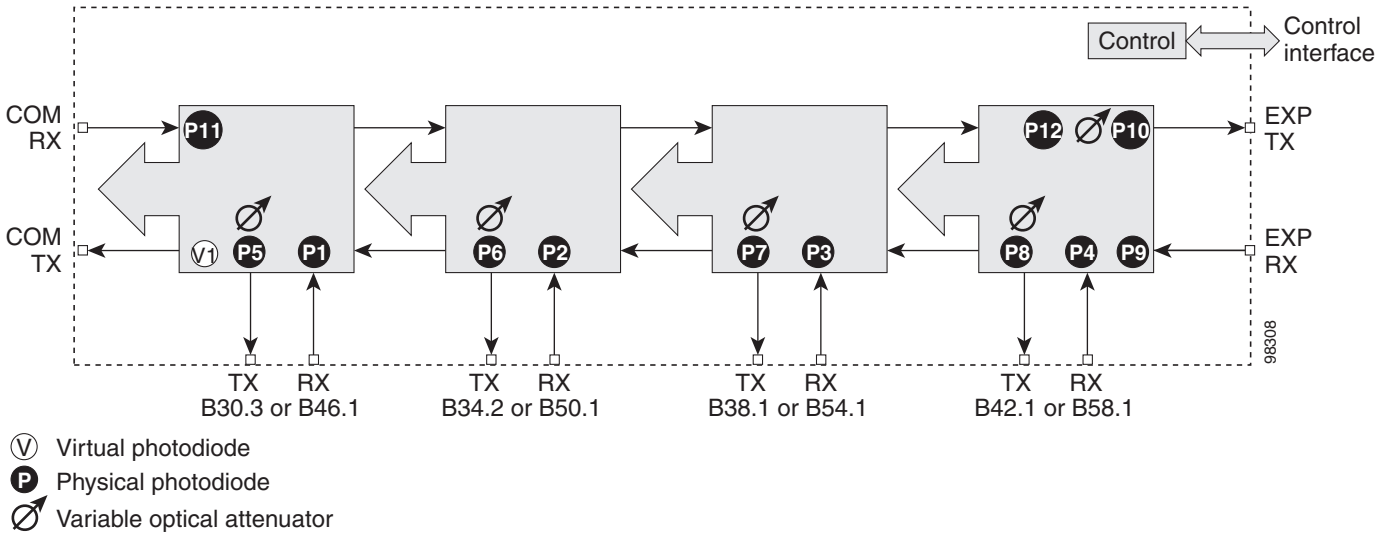 Control
Control
interface
COM
RX
P11
P12
P10
EXP
TX
COM
TX
V1
P5
P1
P6
P2
P7
P3
P8
P4
P9
EXP
RX
98308
TX RX
B30.3 or B46.1
TX RX
B34.2 or B50.1
TX RX
B38.1 or B54.1
TX RX
B42.1 or B58.1
V Virtual photodiode
P Physical photodiode
Variable optical attenuator